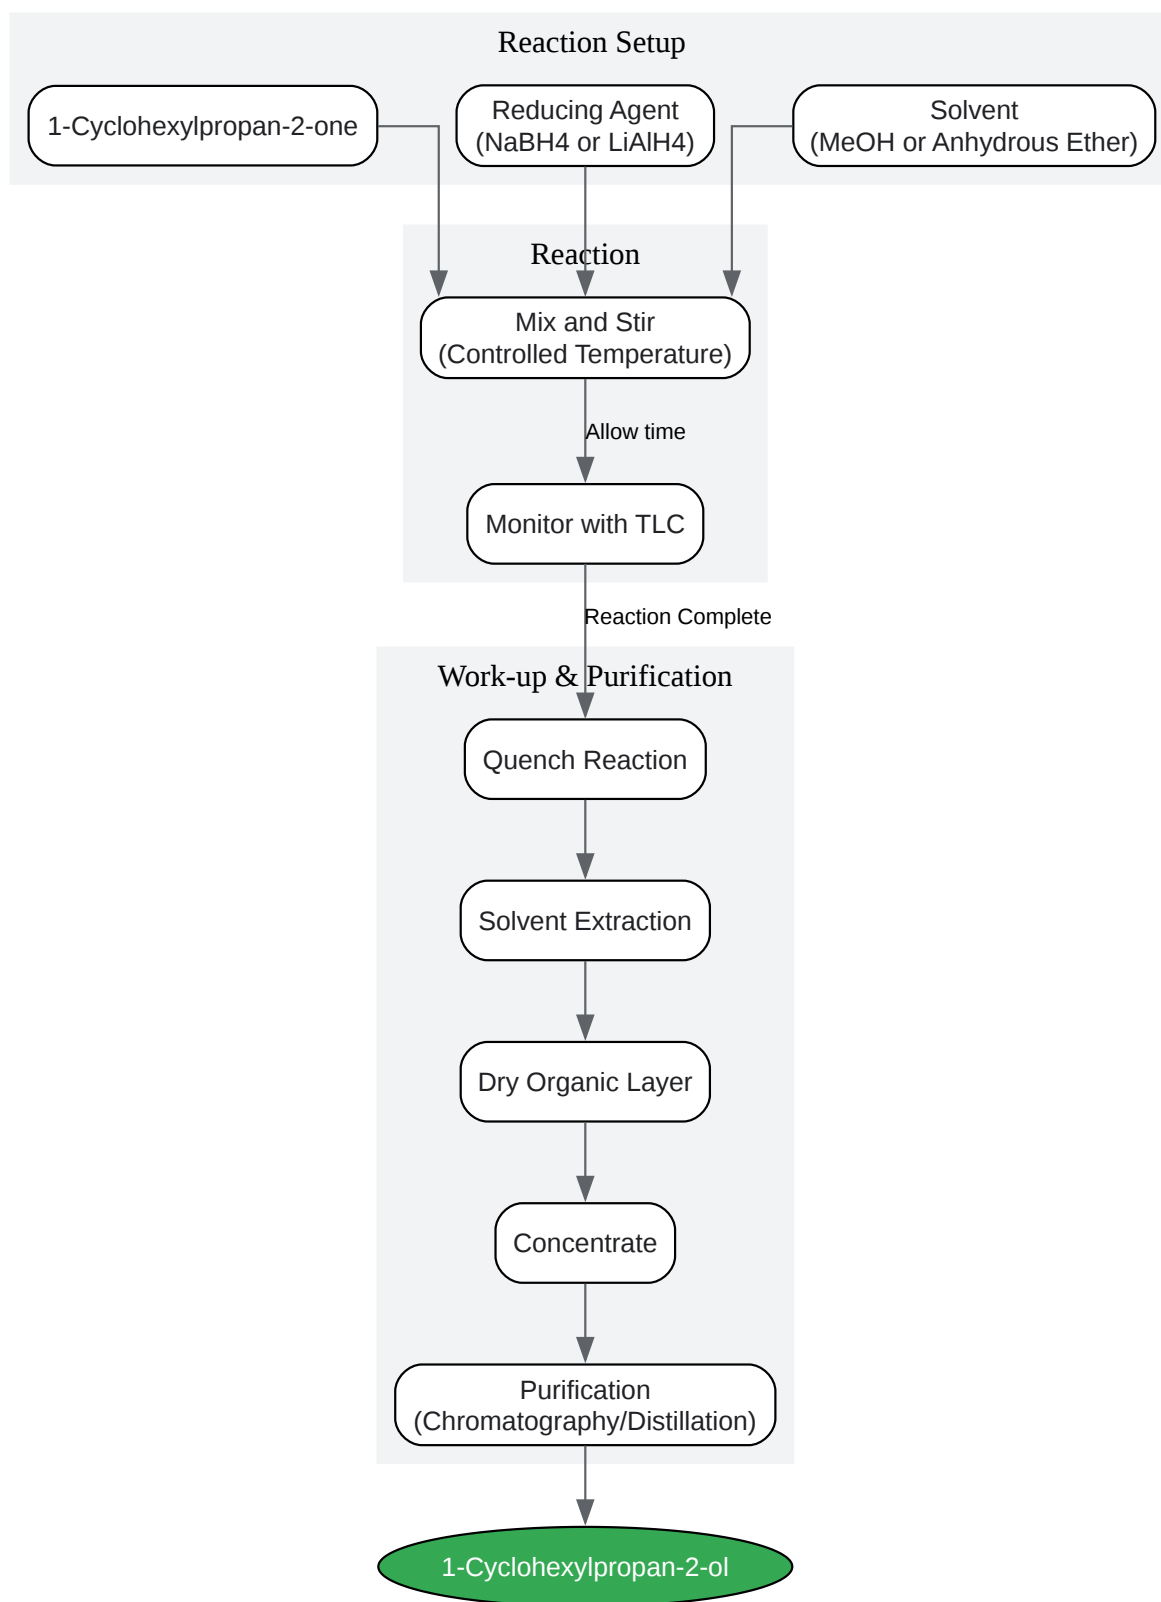 Reaction Setup
1-Cyclohexylpropan-2-one
Reducing Agent
(NaBH4 or LiAlH4)
Solvent
(MeOH or Anhydrous Ether)
Reaction
Mix and Stir
(Controlled Temperature)
Allow time
Monitor with TLC
Reaction Complete
Work-up & Purification
Quench Reaction
Solvent Extraction
Dry Organic Layer
Concentrate
Purification
(Chromatography/Distillation)
1-Cyclohexylpropan-2-ol